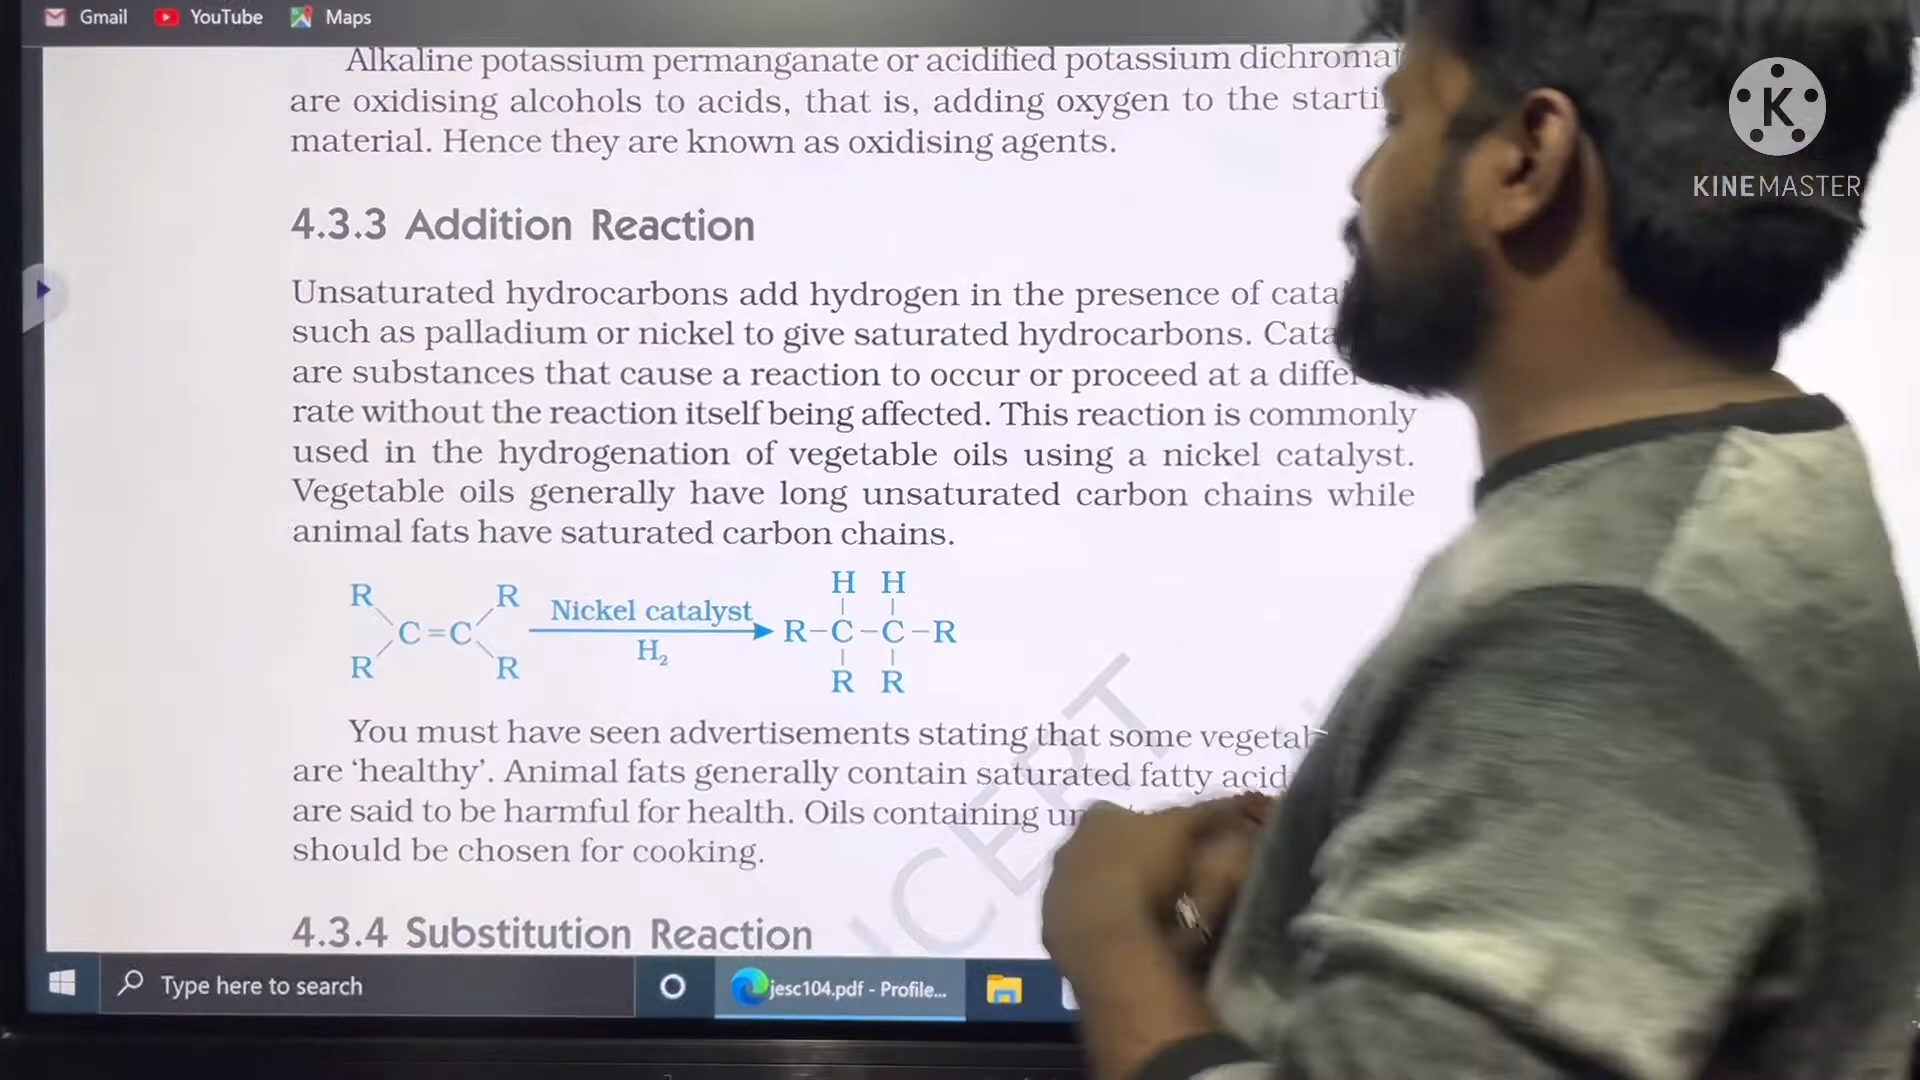 Gmail YouTube Maps
K
KINEMASTER
Alkaline potassium permanganate or acidified potassium dichromat
are oxidising alcohols to acids, that is, adding oxygen to the starti
material. Hence they are known as oxidising agents.
4.3.3 Addition Reaction
Unsaturated hydrocarbons add hydrogen in the presence of cata
such as palladium or nickel to give saturated hydrocarbons. Cata
are substances that cause a reaction to occur or proceed at a differ
rate without the reaction itself being affected. This reaction is commonly
used in the hydrogenation of vegetable oils using a nickel catalyst.
Vegetable oils generally have long unsaturated carbon chains while
animal fats have saturated carbon chains.
H H
R R Nickel catalyst
C=C R-C-C-R
R R H₂
R R
You must have seen advertisements stating that some vegetab
are ‘healthy’. Animal fats generally contain saturated fatty acid
are said to be harmful for health. Oils containing un
should be chosen for cooking.
4.3.4 Substitution Reaction
Type here to search jesc104.pdf - Profile...